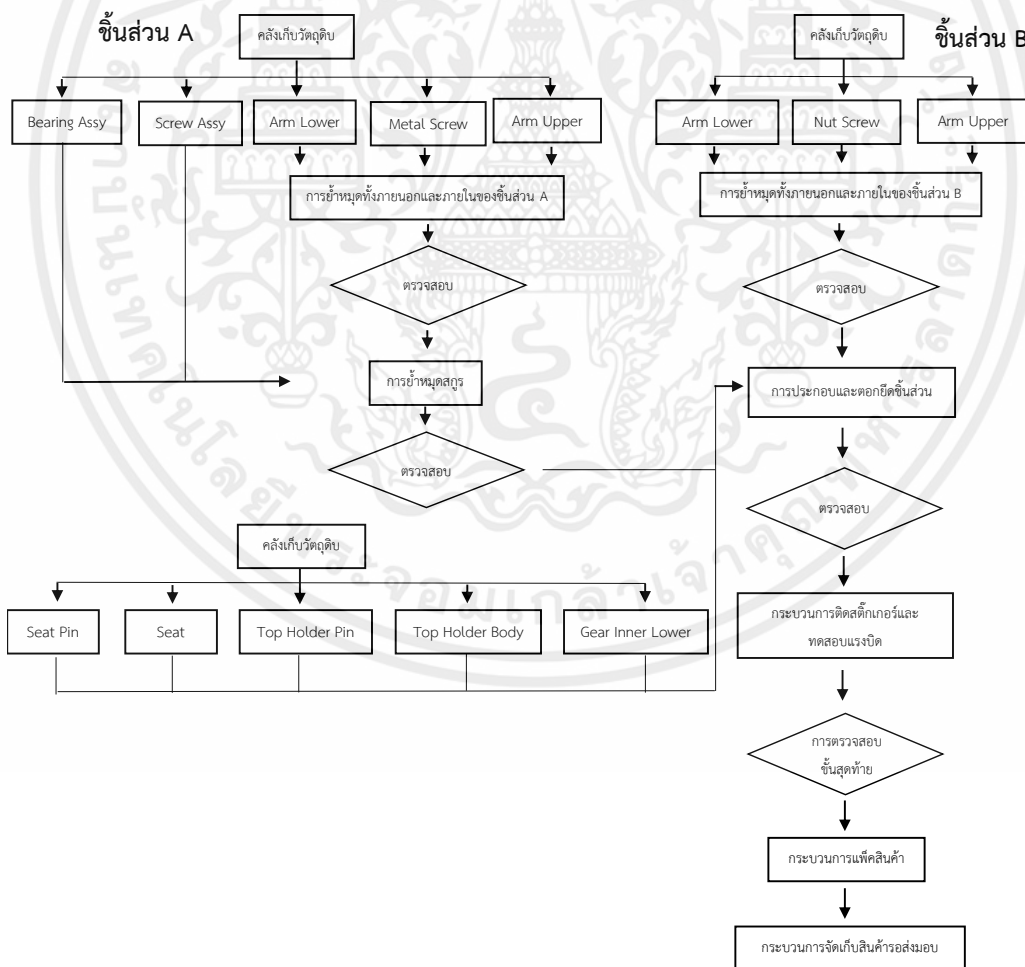 ชิ้นส่วน A
คลังเก็บวัตถุดิบ
คลังเก็บวัตถุดิบ
ชิ้นส่วน B
Bearing Assy
Screw Assy
Arm Lower
Metal Screw
Arm Upper
Arm Lower
Nut Screw
Arm Upper
การย้ำหมุดทั้งภายนอกและภายในของชิ้นส่วน A
การย้ำหมุดทั้งภายนอกและภายในของชิ้นส่วน B
ตรวจสอบ
ตรวจสอบ
การย้ำหมุดสกูร
การประกอบและตอกยึดชิ้นส่วน
ตรวจสอบ
ตรวจสอบ
คลังเก็บวัตถุดิบ
Seat Pin
Seat
Top Holder Pin
Top Holder Body
Gear Inner Lower
กระบวนการติดสติ๊กเกอร์และ
ทดสอบแรงบิด
การตรวจสอบ
ขั้นสุดท้าย
กระบวนการแพ็คสินค้า
กระบวนการจัดเก็บสินค้ารอส่งมอบ